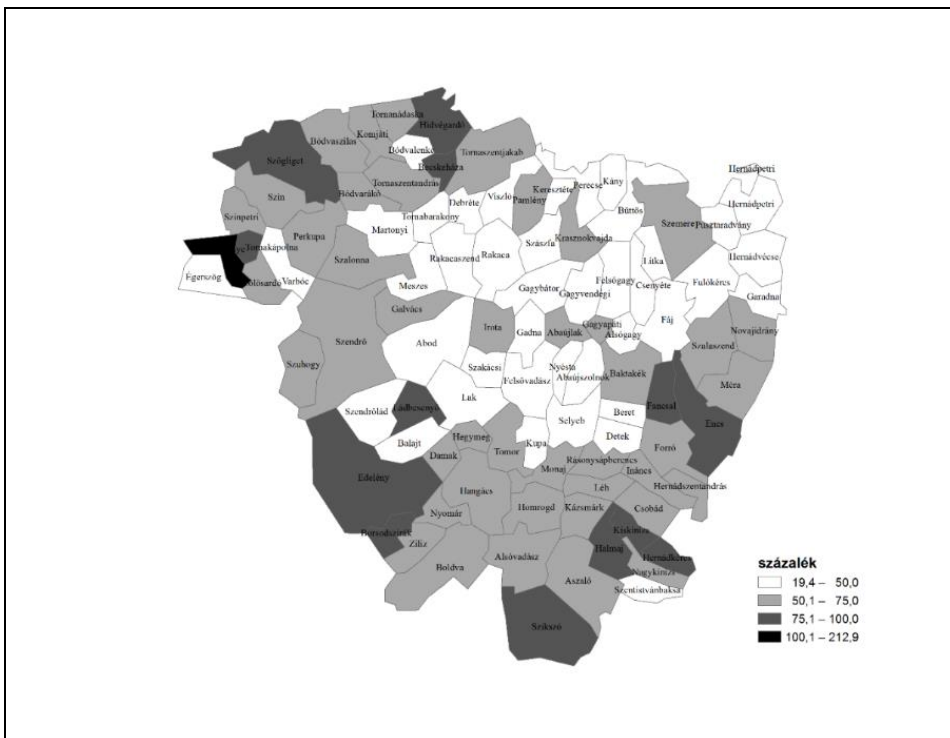 Tornanádaska
Hidvégardó
Komjáti
Bódvaszilas
Bódvalenke
Becskeháza
Tornaszentjakab
Szögliget
Tornaszentandrás
Bódvarákó
Szin
Szinpetri
Perkupa
Tornakápolna
Égerszög
Varbóc
Szalonna
Martonyi
Tornabarakony
Debréte
Viszló
Pamlény
Keresztéte
Perecse
Kány
Büttös
Szemere
Hernádpetri
Hernádpetri
Pusztaradvány
Hernádvécse
Rakacaszend
Rakaca
Szászfa
Krasznokvajda
Litka
Csenyéte
Felsőgagy
Fulókércs
Garadna
Meszes
Gagybátor
Gagyvendégi
Galvács
Szendrő
Szuhogy
Abod
Irota
Gadna
Abaújlak
Gagyapáti
Alsógagy
Fáj
Novajidrány
Szalaszend
Méra
Szakácsi
Felsővadász
Nyésta
Abaújszolnok
Baktakék
Fancsal
Encs
Lak
Szendrőlád
Ládbesenyő
Balajt
Selyeb
Beret
Detek
Forró
Hegymeg
Damak
Tomor
Kupa
Monaj
Rásonysápberencs
Ináncs
Hernádszentandrás
Edelény
Hangács
Nyomár
Homrogd
Léh
Kázsmárk
Csobád
Kiskinizs
Hernádkércs
Halmaj
Nagykinizs
Szentistvánbaksa
Borsodszirák
Ziliz
Boldva
Alsóvadász
Aszaló
Szikszó
százalék
19,4 – 50,0
50,1 – 75,0
75,1 – 100,0
100,1 – 212,9